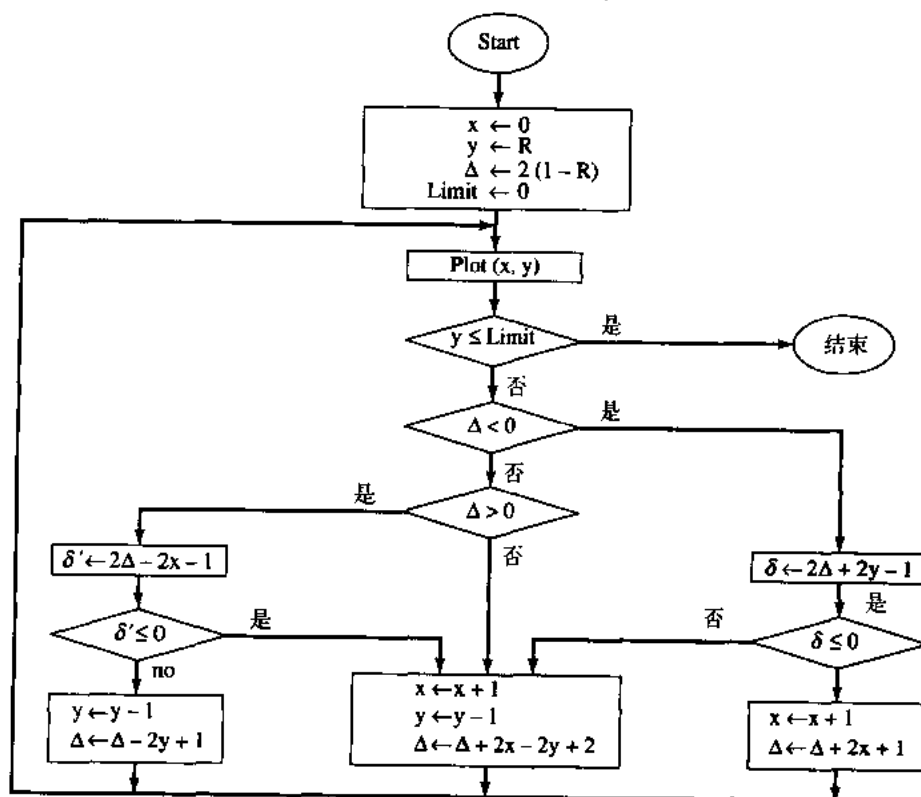 Start
x ← 0
y ← R
Δ ← 2 (1 − R)
Limit ← 0
Plot (x, y)
y ≤ Limit
是
结束
否
Δ < 0
是
否
Δ > 0
是
否
δ' ← 2Δ − 2x − 1
δ ← 2Δ + 2y − 1
是
δ' ≤ 0
是
否
δ ≤ 0
no
y ← y − 1
Δ ← Δ − 2y + 1
x ← x + 1
y ← y − 1
Δ ← Δ + 2x − 2y + 2
x ← x + 1
Δ ← Δ + 2x + 1